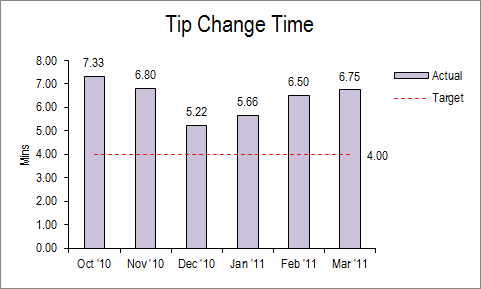 Tip Change Time
8.00
7.00
6.00
5.00
4.00
3.00
2.00
1.00
0.00
Mins
7.33
6.80
5.22
5.66
6.50
6.75
4.00
Oct '10
Nov '10
Dec '10
Jan '11
Feb '11
Mar '11
Actual
Target